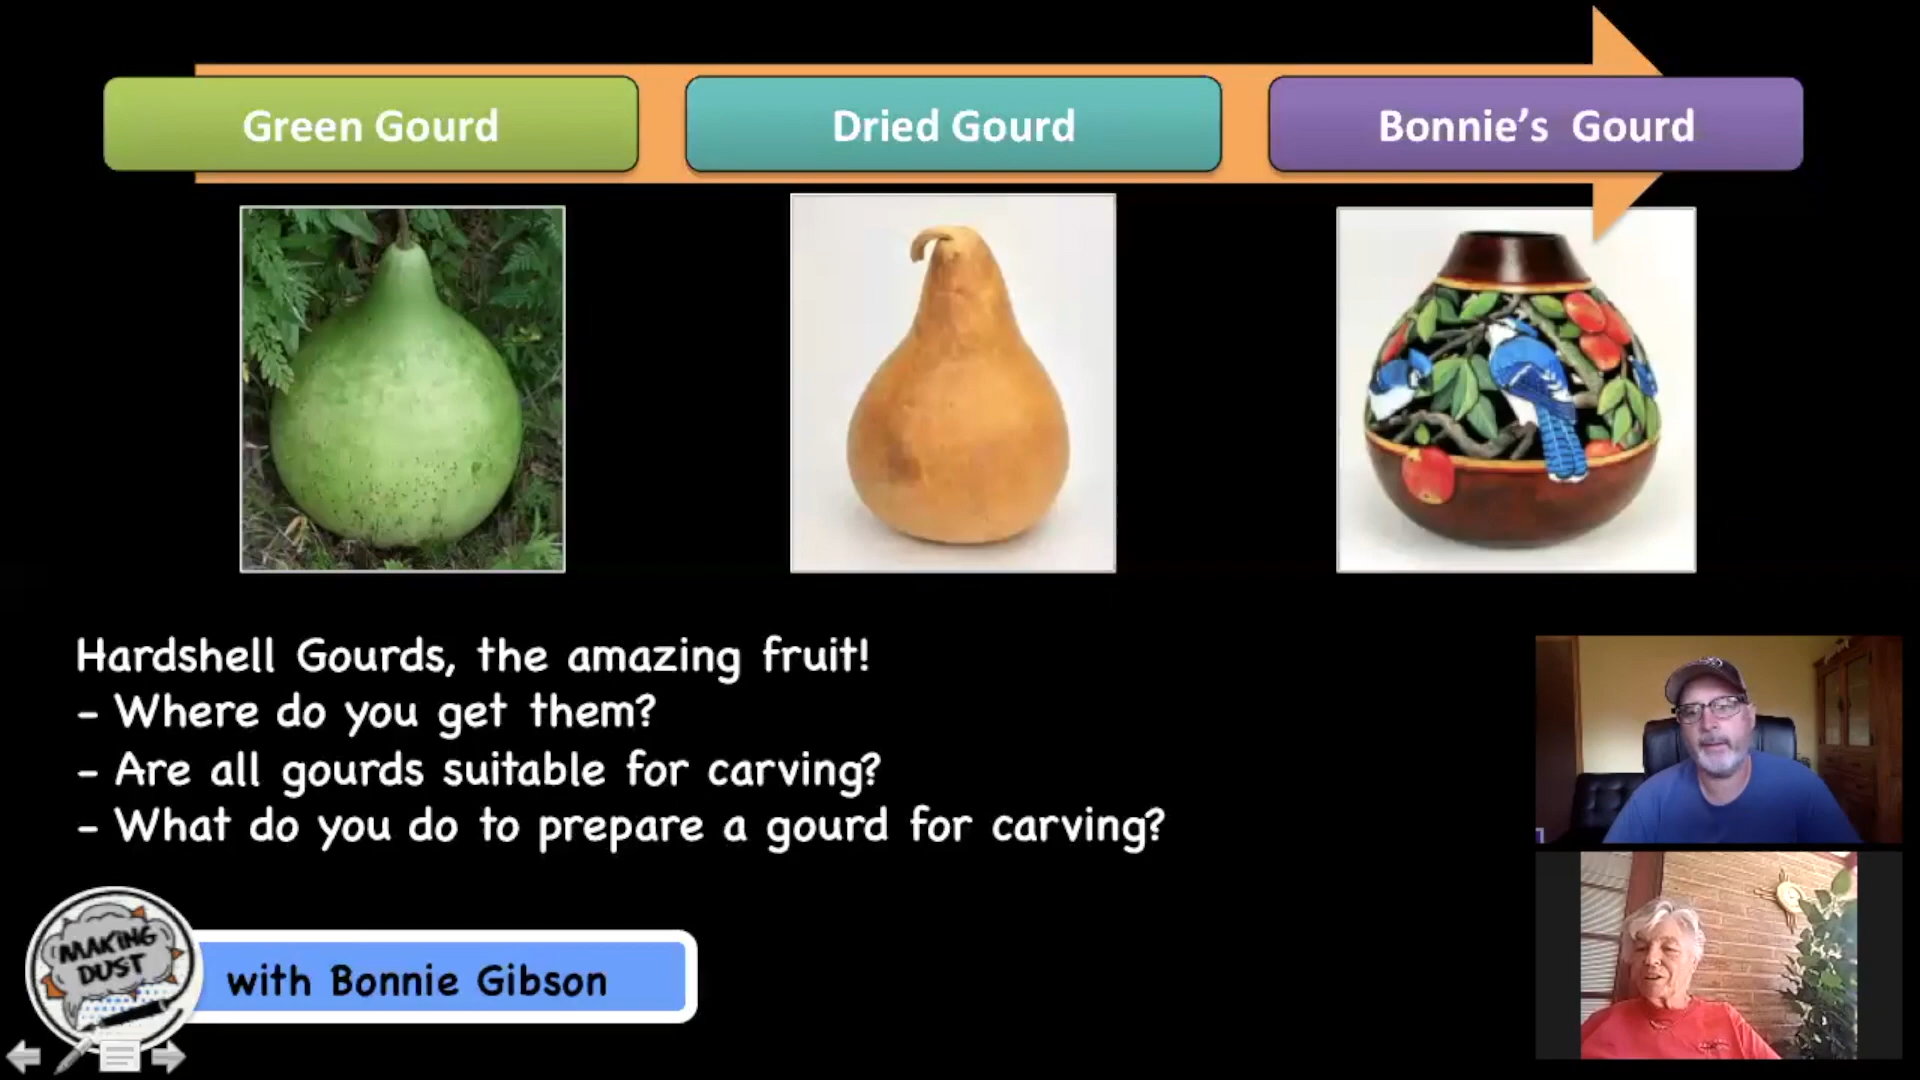 Green Gourd
Dried Gourd
Bonnie’s  Gourd
Hardshell Gourds, the amazing fruit!
- Where do you get them?
- Are all gourds suitable for carving?
- What do you do to prepare a gourd for carving?
MAKING
DUST
with Bonnie Gibson